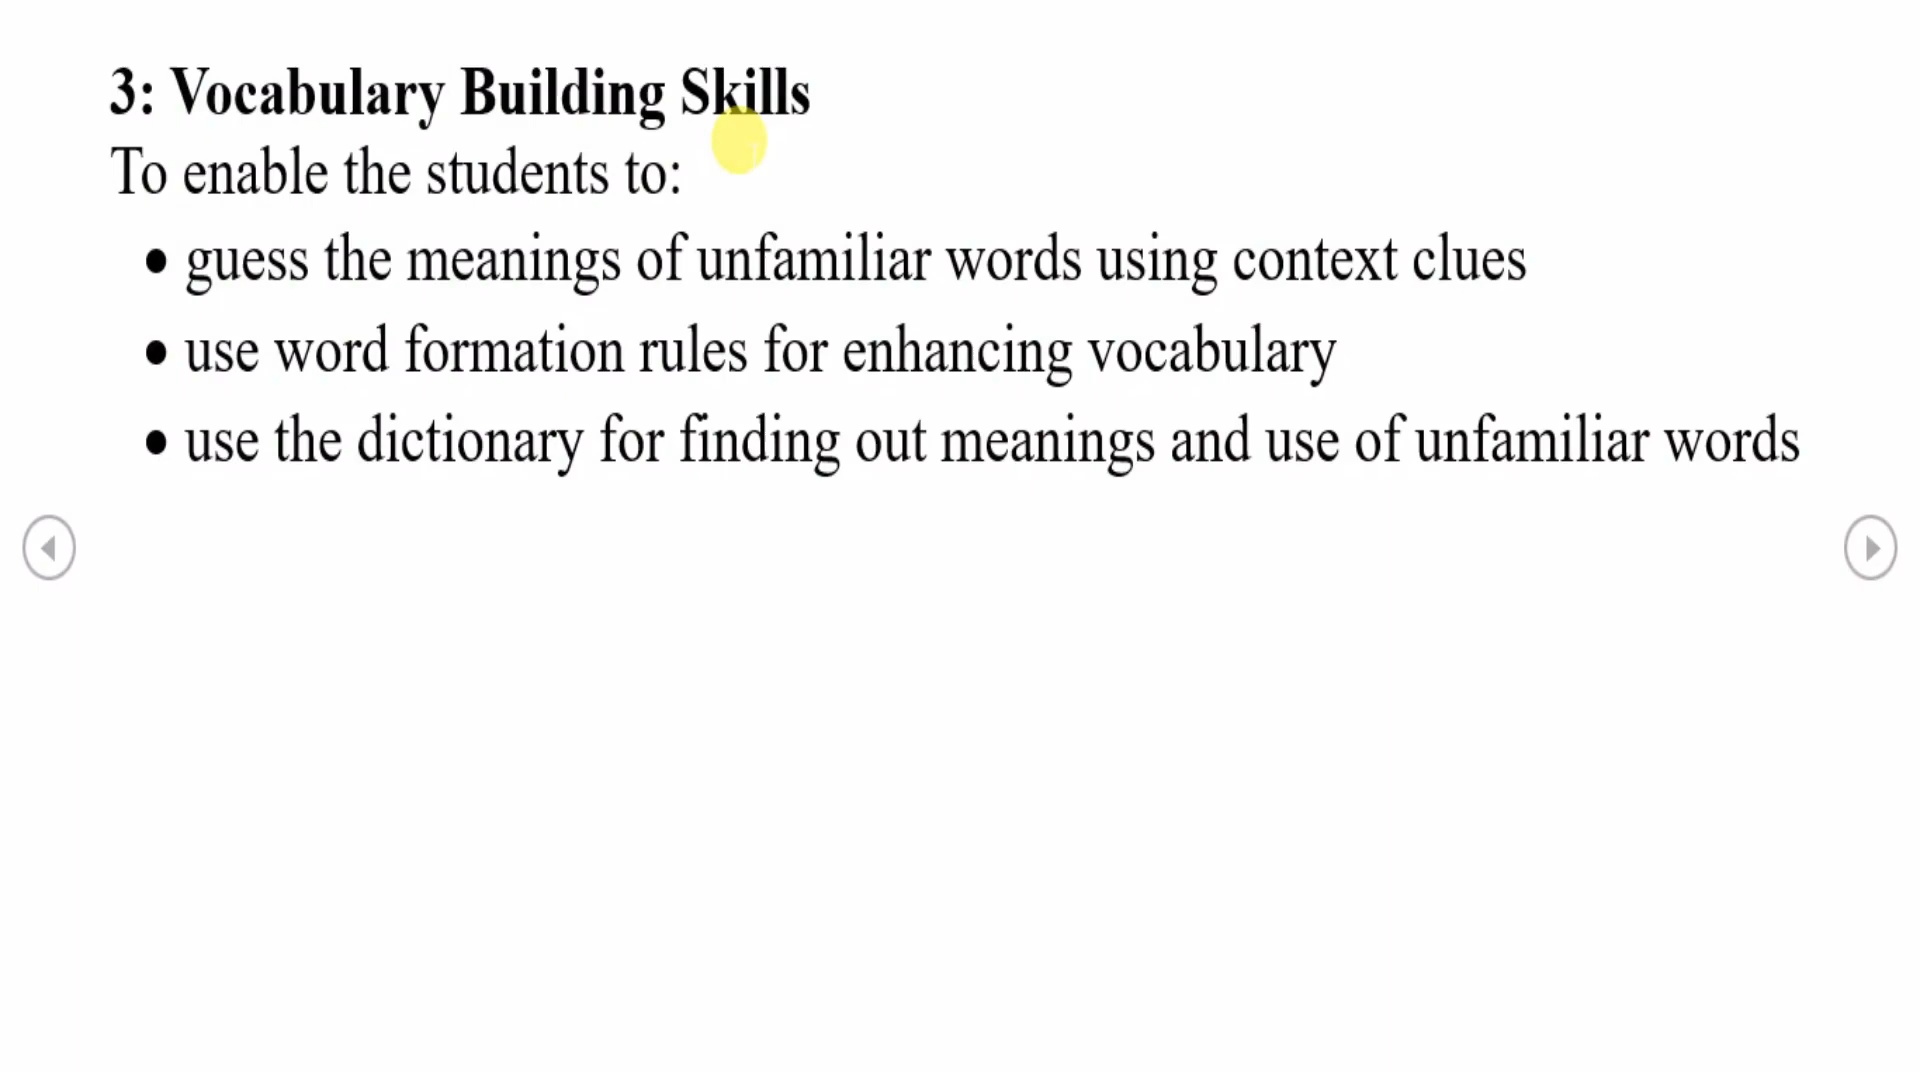 3: Vocabulary Building Skills
To enable the students to:
• guess the meanings of unfamiliar words using context clues
• use word formation rules for enhancing vocabulary
• use the dictionary for finding out meanings and use of unfamiliar words